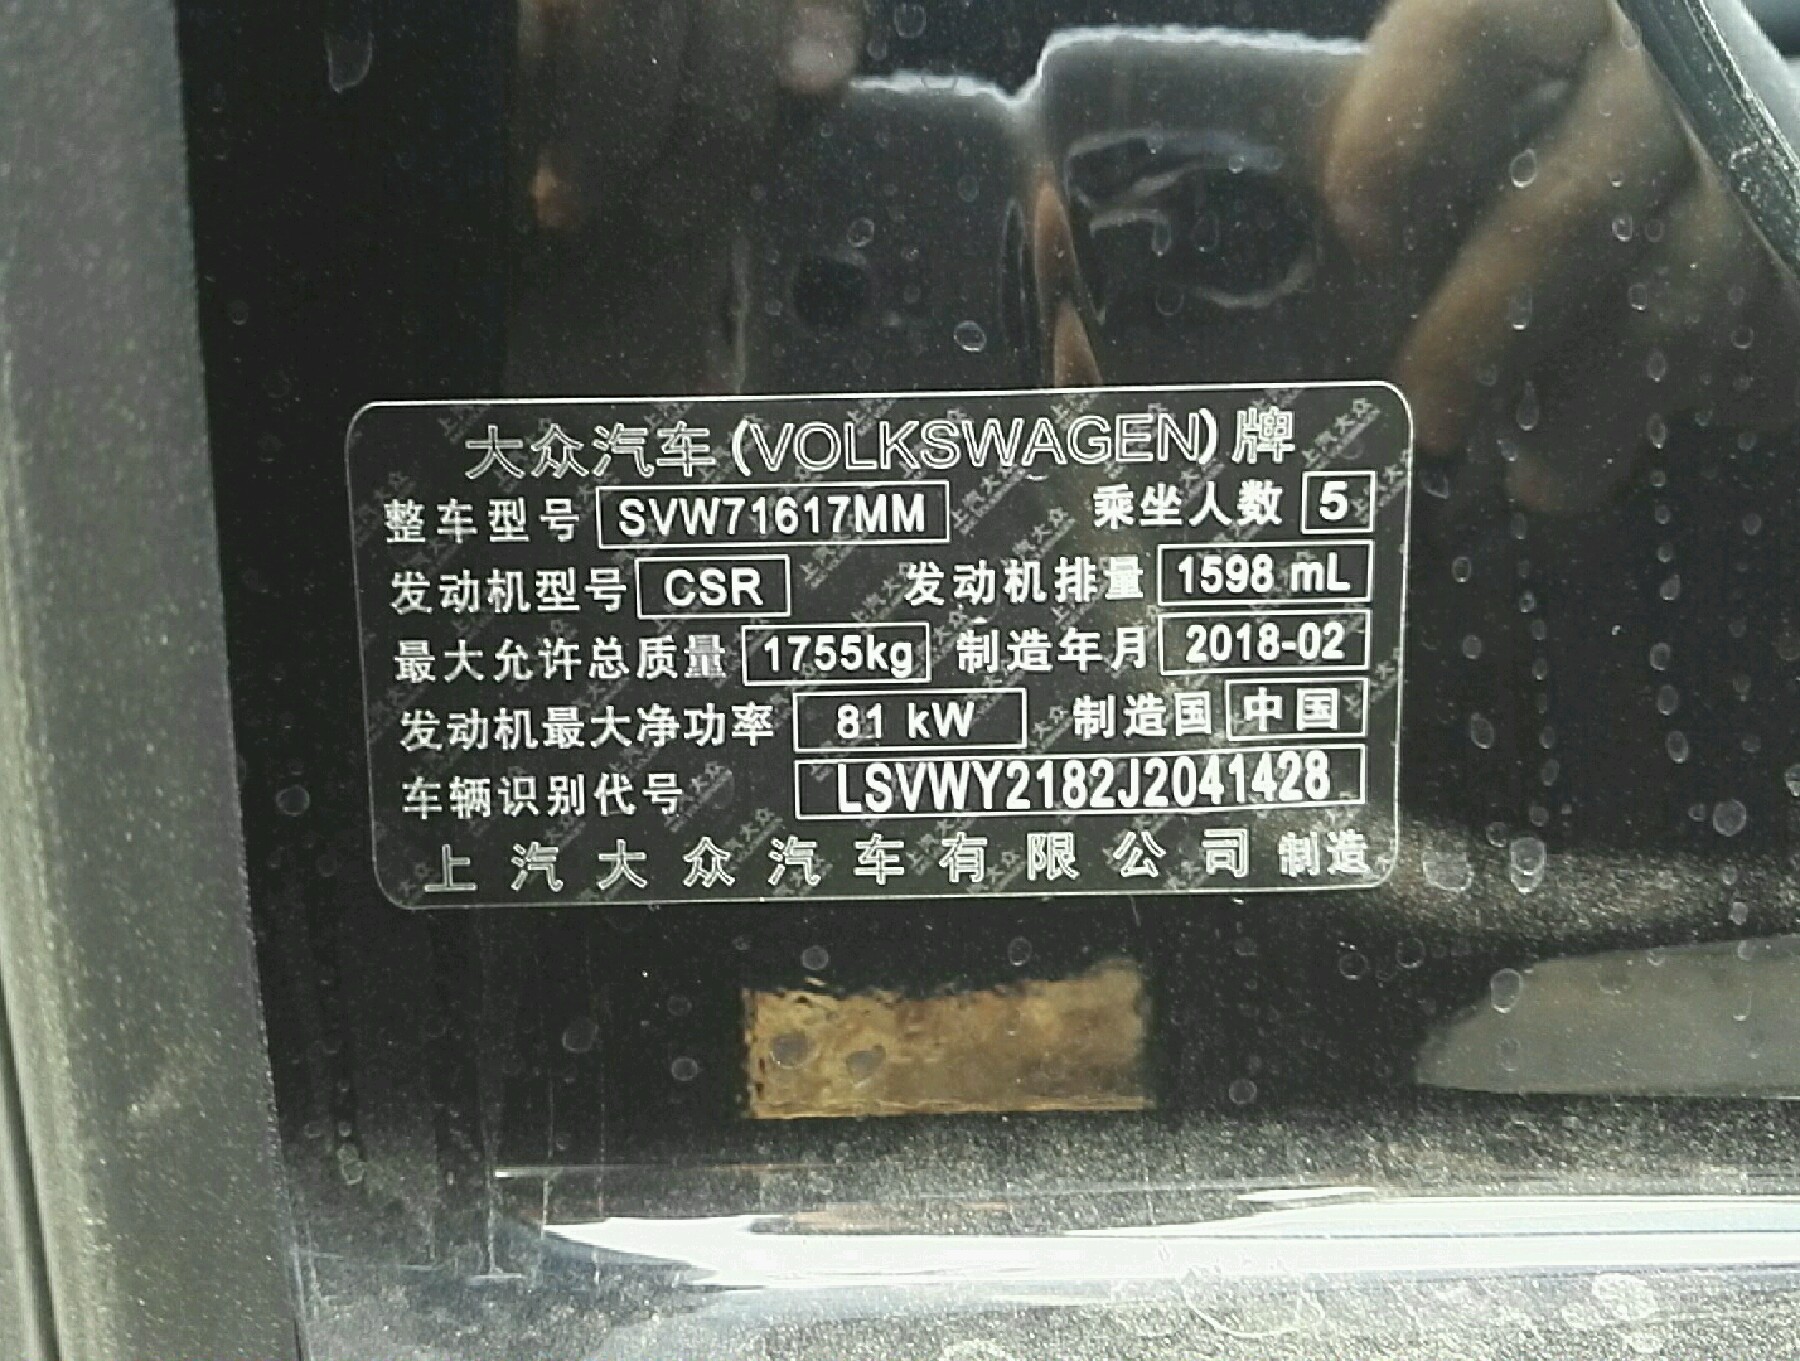 大众汽车(VOLKSWAGEN)牌
整车型号 SVW71617MM 乘坐人数 5
发动机型号 CSR 发动机排量 1598 mL
最大允许总质量 1755kg 制造年月 2018-02
发动机最大净功率 81 kW 制造国 中国
车辆识别代号 LSVWY2182J2041428
上汽大众汽车有限公司 制造